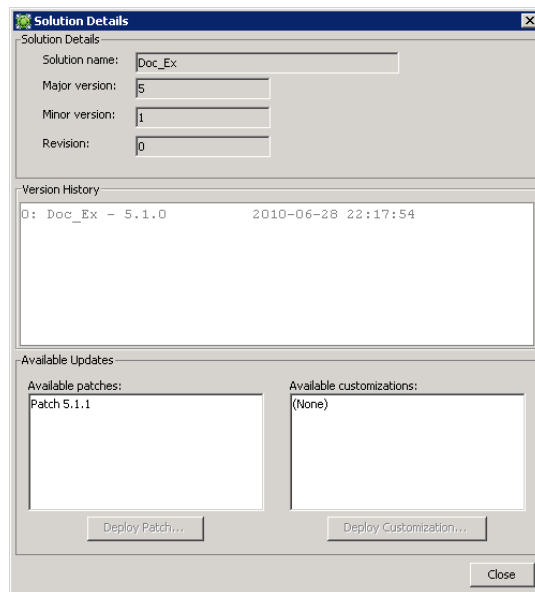 Solution Details
Solution Details
Solution name: Doc_Ex
Major version: 5
Minor version: 1
Revision: 0
Version History
0: Doc_Ex - 5.1.0 2010-06-28 22:17:54
Available Updates
Available patches: Available customizations:
Patch 5.1.1 (None)
Deploy Patch... Deploy Customization...
Close